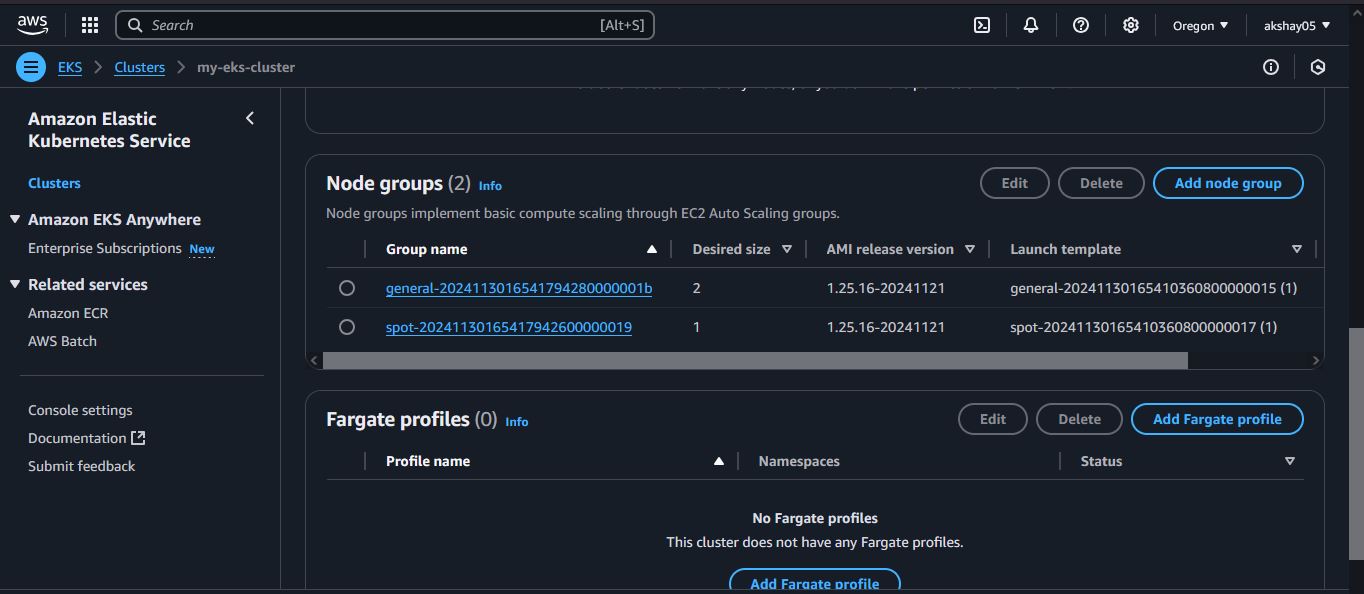 aws
Search [Alt+S]
Oregon akshay05
EKS Clusters my-eks-cluster
Amazon Elastic
Kubernetes Service
Clusters
Amazon EKS Anywhere
Enterprise Subscriptions New
Related services
Amazon ECR
AWS Batch
Console settings
Documentation
Submit feedback
Node groups (2) Info
Edit Delete Add node group
Node groups implement basic compute scaling through EC2 Auto Scaling groups.
Group name Desired size AMI release version Launch template
general-20241130165417942800000001b 2 1.25.16-20241121 general-20241130165410360800000015 (1)
spot-20241130165417942600000019 1 1.25.16-20241121 spot-20241130165410360800000017 (1)
Fargate profiles (0) Info
Edit Delete Add Fargate profile
Profile name Namespaces Status
No Fargate profiles
This cluster does not have any Fargate profiles.
Add Fargate profile